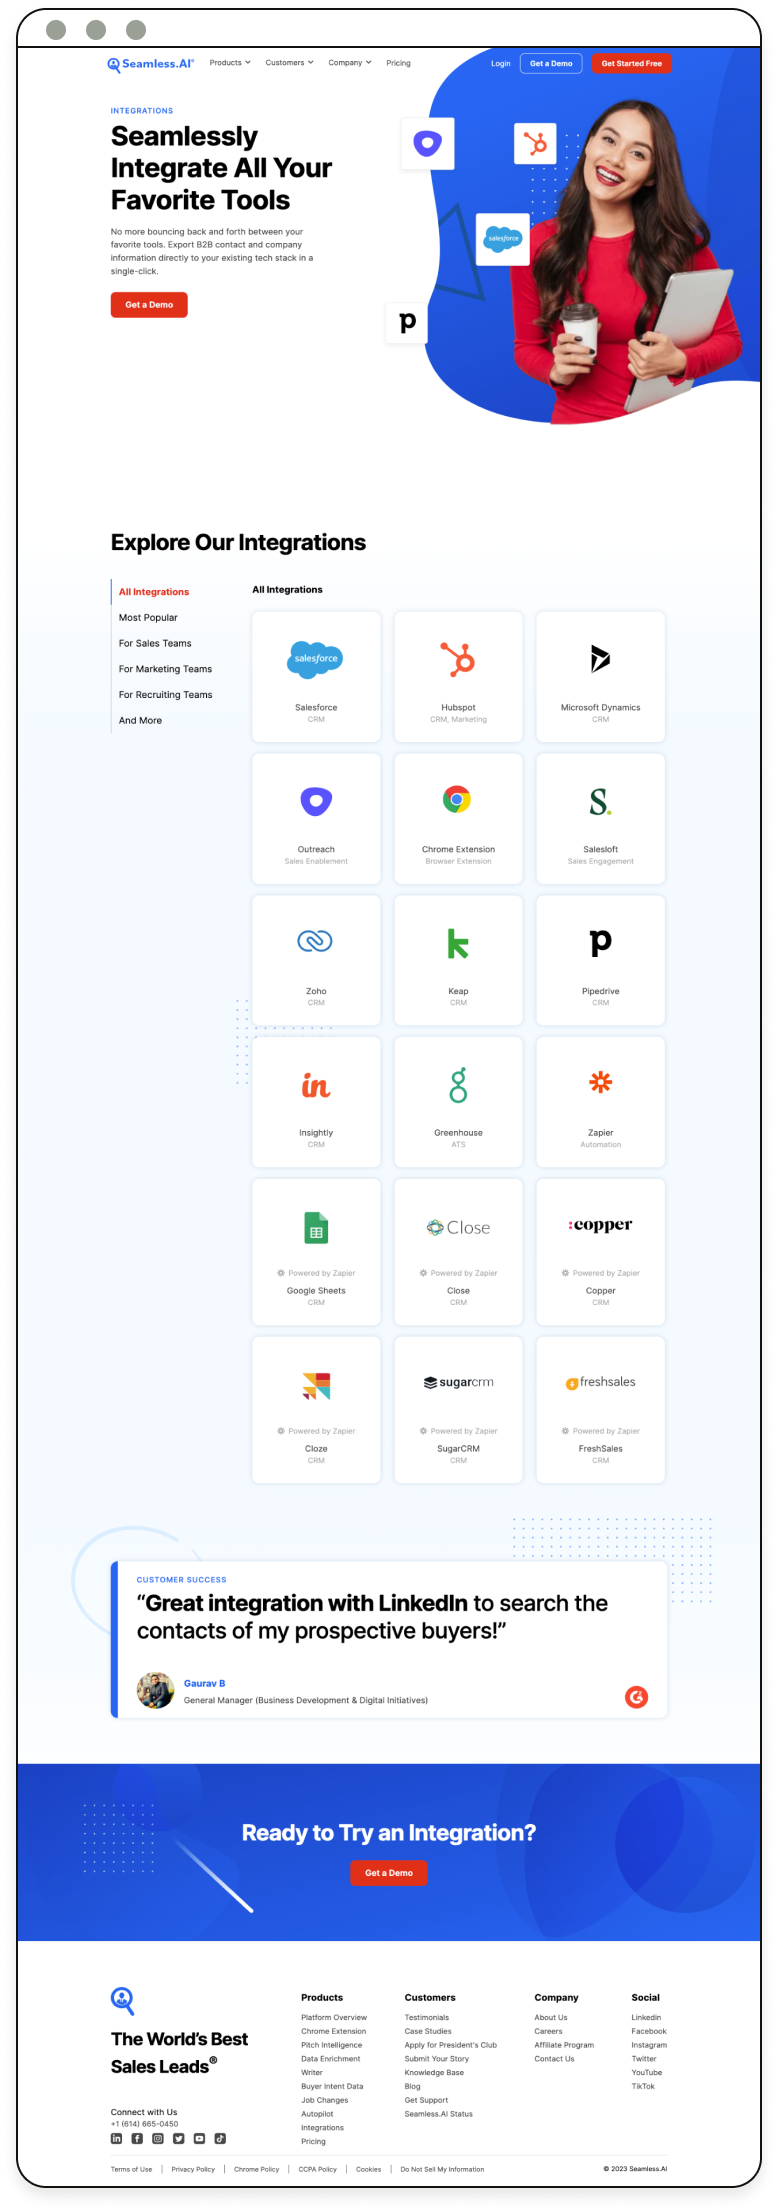 Seamless.AI®
Products
Customers
Company
Pricing
Login
Get a Demo
Get Started Free
INTEGRATIONS
Seamlessly
Integrate All Your
Favorite Tools
No more bouncing back and forth between your
favorite tools. Export B2B contact and company
information directly to your existing tech stack in a
single-click.
Get a Demo
salesforce
p
Explore Our Integrations
All Integrations
Most Popular
For Sales Teams
For Marketing Teams
For Recruiting Teams
And More
All Integrations
salesforce
Salesforce
CRM
Hubspot
CRM, Marketing
Microsoft Dynamics
CRM
Outreach
Sales Enablement
Chrome Extension
Browser Extension
S.
Salesloft
Sales Engagement
Zoho
CRM
k
Keap
CRM
p
Pipedrive
CRM
in
Insightly
CRM
g
Greenhouse
ATS
Zapier
Automation
Powered by Zapier
Google Sheets
CRM
Close
Powered by Zapier
Close
CRM
:copper
Powered by Zapier
Copper
CRM
Powered by Zapier
Cloze
CRM
sugarcrm
Powered by Zapier
SugarCRM
CRM
freshsales
Powered by Zapier
FreshSales
CRM
CUSTOMER SUCCESS
“Great integration with LinkedIn to search the
contacts of my prospective buyers!”
Gaurav B
General Manager (Business Development & Digital Initiatives)
G
Ready to Try an Integration?
Get a Demo
The World’s Best
Sales Leads®
Connect with Us
+1 (614) 665-0450
Products
Platform Overview
Chrome Extension
Pitch Intelligence
Data Enrichment
Writer
Buyer Intent Data
Job Changes
Autopilot
Integrations
Pricing
Customers
Testimonials
Case Studies
Apply for President's Club
Submit Your Story
Knowledge Base
Blog
Get Support
Seamless.AI Status
Company
About Us
Careers
Affiliate Program
Contact Us
Social
Linkedin
Facebook
Instagram
Twitter
YouTube
TikTok
Terms of Use | Privacy Policy | Chrome Policy | CCPA Policy | Cookies | Do Not Sell My Information
© 2023 Seamless.AI